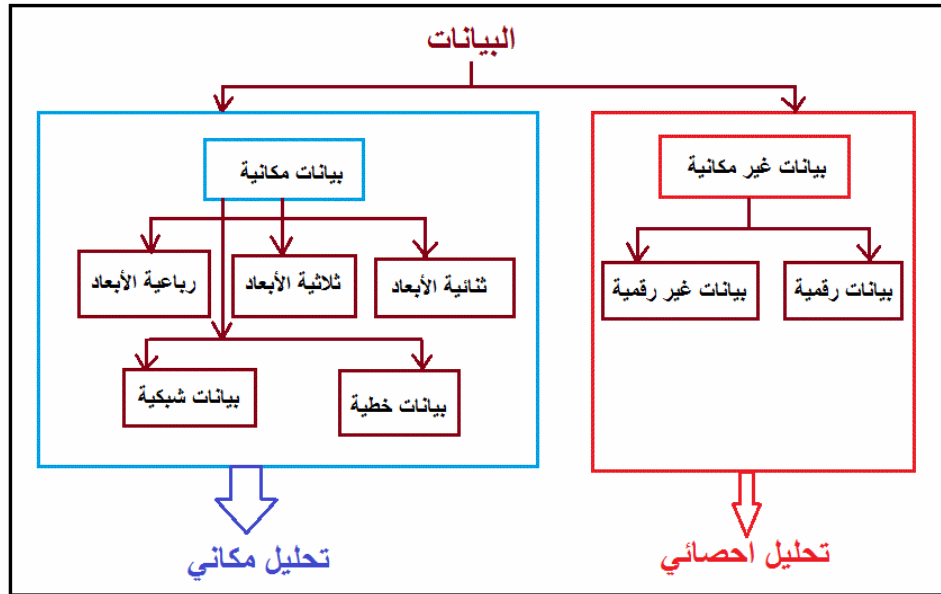 البيانات
بيانات غير مكانية
بيانات مكانية
بيانات رقمية
بيانات غير رقمية
ثنائية الأبعاد
ثلاثية الأبعاد
رباعية الأبعاد
بيانات خطية
بيانات شبكية
تحليل احصائي
تحليل مكاني